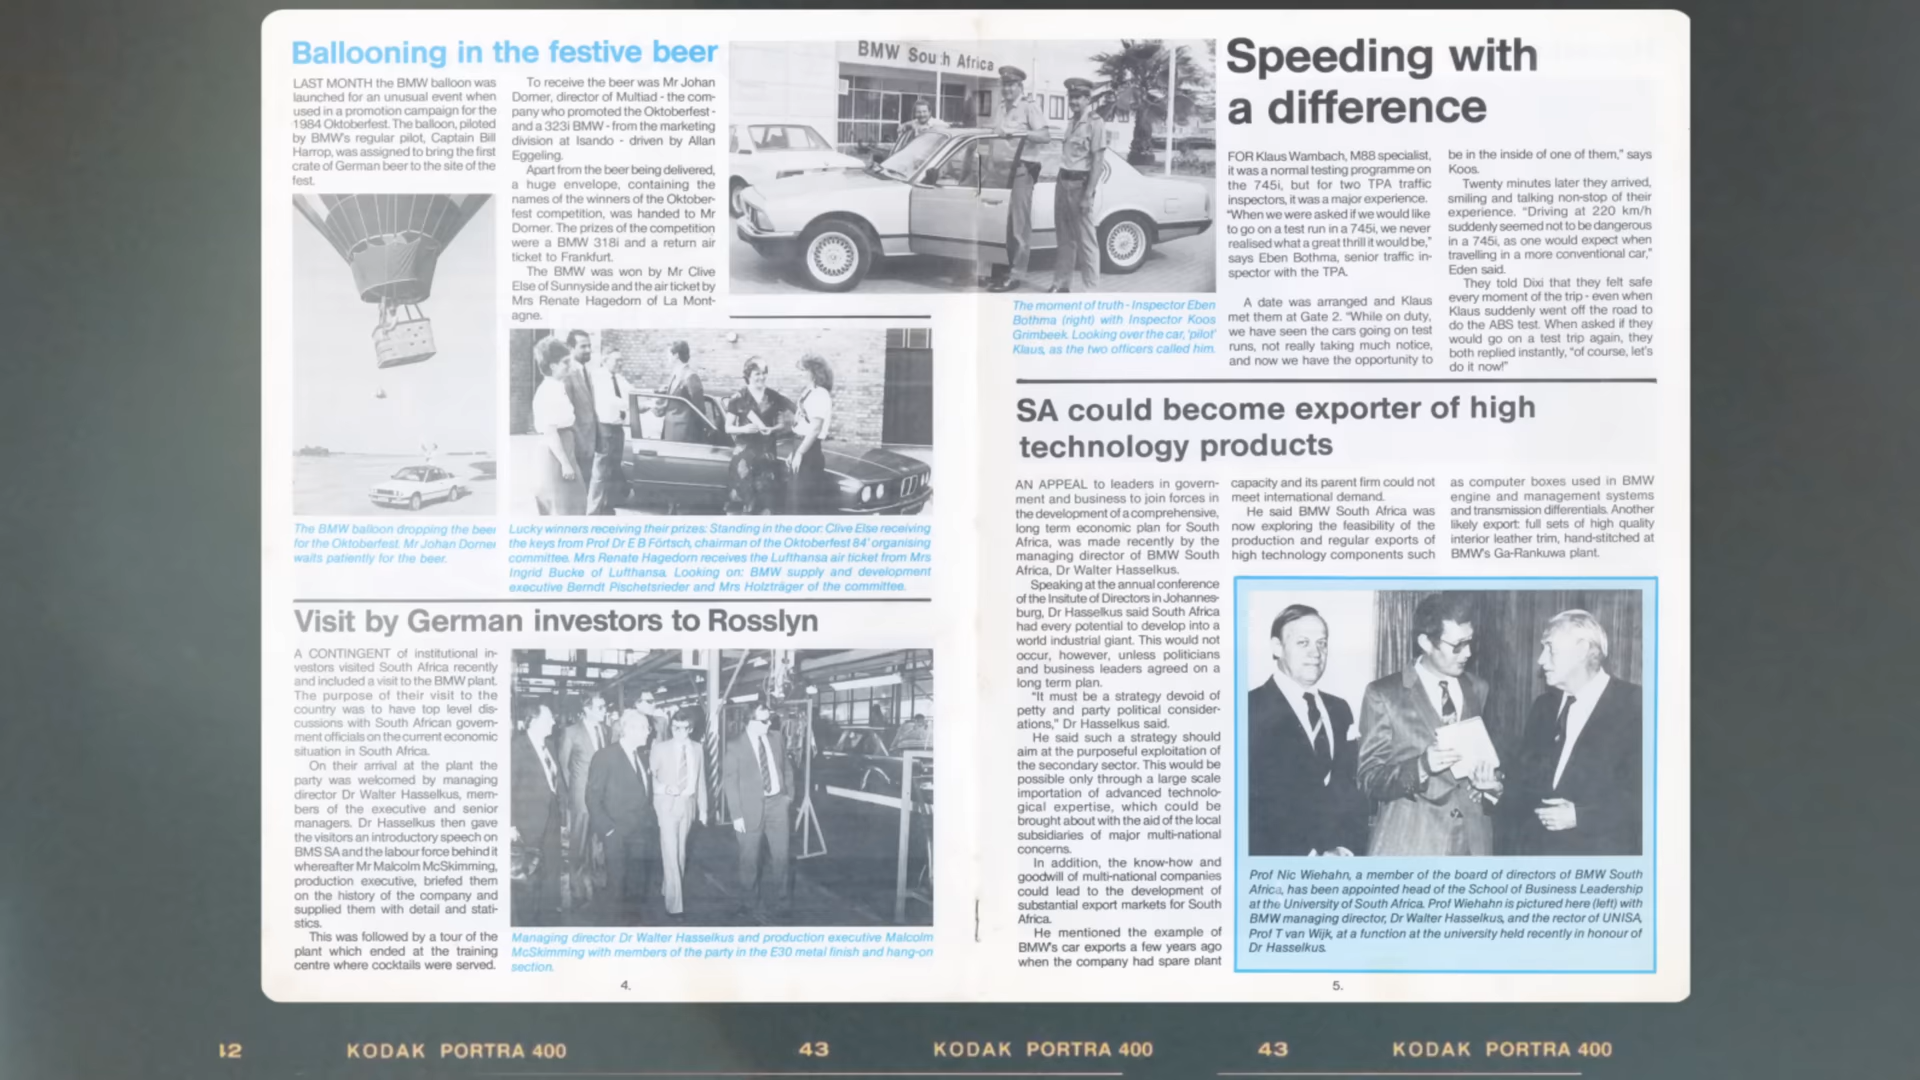 Ballooning in the festive beer
LAST MONTH the BMW balloon was
launched for an unusual event when
used in a promotion campaign for the
1984 Oktoberfest. The balloon, piloted
by BMW's regular pilot, Captain Bill
Harrop, was assigned to bring the first
crate of German beer to the site of the
fest.
The BMW balloon dropping the beer
for the Oktoberfest. Mr Johan Dorner
waits patiently for the beer.
To receive the beer was Mr Johan
Dorner, director of Multiad - the com-
pany who promoted the Oktoberfest -
and a 323i BMW - from the marketing
division at Isando - driven by Allan
Eggeling.
Apart from the beer being delivered,
a huge envelope, containing the
names of the winners of the Oktober-
fest competition, was handed to Mr
Dorner. The prizes of the competition
were a BMW 318i and a return air
ticket to Frankfurt.
The BMW was won by Mr Clive
Else of Sunnyside and the air ticket by
Mrs Renate Hagedorn of La Mont-
agne.
Lucky winners receiving their prizes: Standing in the door: Clive Else receiving
the keys from Prof Dr E B Förtsch, chairman of the Oktoberfest 84' organising
committee. Mrs Renate Hagedorn receives the Lufthansa air ticket from Mrs
Ingrid Bucke of Lufthansa. Looking on: BMW supply and development
executive Berndt Pischetsrieder and Mrs Holzträger of the committee.
Visit by German investors to Rosslyn
A CONTINGENT of institutional in-
vestors visited South Africa recently
and included a visit to the BMW plant.
The purpose of their visit to the
country was to have top level dis-
cussions with South African govern-
ment officials on the current economic
situation in South Africa.
On their arrival at the plant the
party was welcomed by managing
director Dr Walter Hasselkus, mem-
bers of the executive and senior
managers. Dr Hasselkus then gave
the visitors an introductory speech on
BMS SA and the labour force behind it
whereafter Mr Malcolm McSkimming,
production executive, briefed them
on the history of the company and
supplied them with detail and stati-
stics.
This was followed by a tour of the
plant which ended at the training
centre where cocktails were served.
Managing director Dr Walter Hasselkus and production executive Malcolm
McSkimming with members of the party in the E30 metal finish and hang-on
section.
4.
BMW South Africa
The moment of truth - Inspector Eben
Bothma (right) with Inspector Koos
Grimbeek. Looking over the car, 'pilot'
Klaus, as the two officers called him.
Speeding with
a difference
FOR Klaus Wambach, M88 specialist,
it was a normal testing programme on
the 745i, but for two TPA traffic
inspectors, it was a major experience.
"When we were asked if we would like
to go on a test run in a 745i, we never
realised what a great thrill it would be,"
says Eben Bothma, senior traffic in-
spector with the TPA.
A date was arranged and Klaus
met them at Gate 2. "While on duty,
we have seen the cars going on test
runs, not really taking much notice,
and now we have the opportunity to
be in the inside of one of them," says
Koos.
Twenty minutes later they arrived,
smiling and talking non-stop of their
experience. "Driving at 220 km/h
suddenly seemed not to be dangerous
in a 745i, as one would expect when
travelling in a more conventional car,"
Eden said.
They told Dixi that they felt safe
every moment of the trip - even when
Klaus suddenly went off the road to
do the ABS test. When asked if they
would go on a test trip again, they
both replied instantly, "of course, let's
do it now!"
SA could become exporter of high
technology products
AN APPEAL to leaders in govern-
ment and business to join forces in
the development of a comprehensive,
long term economic plan for South
Africa, was made recently by the
managing director of BMW South
Africa, Dr Walter Hasselkus.
Speaking at the annual conference
of the Insitute of Directors in Johannes-
burg, Dr Hasselkus said South Africa
had every potential to develop into a
world industrial giant. This would not
occur, however, unless politicians
and business leaders agreed on a
long term plan.
"It must be a strategy devoid of
petty and party political consider-
ations," Dr Hasselkus said.
He said such a strategy should
aim at the purposeful exploitation of
the secondary sector. This would be
possible only through a large scale
importation of advanced technolo-
gical expertise, which could be
brought about with the aid of the local
subsidiaries of major multi-national
concerns.
In addition, the know-how and
goodwill of multi-national companies
could lead to the development of
substantial export markets for South
Africa.
He mentioned the example of
BMW's car exports a few years ago
when the company had spare plant
capacity and its parent firm could not
meet international demand.
He said BMW South Africa was
now exploring the feasibility of the
production and regular exports of
high technology components such
as computer boxes used in BMW
engine and management systems
and transmission differentials. Another
likely export: full sets of high quality
interior leather trim, hand-stitched at
BMW's Ga-Rankuwa plant.
Prof Nic Wiehahn, a member of the board of directors of BMW South
Africa, has been appointed head of the School of Business Leadership
at the University of South Africa. Prof Wiehahn is pictured here (left) with
BMW managing director, Dr Walter Hasselkus, and the rector of UNISA,
Prof T van Wijk, at a function at the university held recently in honour of
Dr Hasselkus.
5.
12 KODAK PORTRA 400 43 KODAK PORTRA 400 43 KODAK PORTRA 400